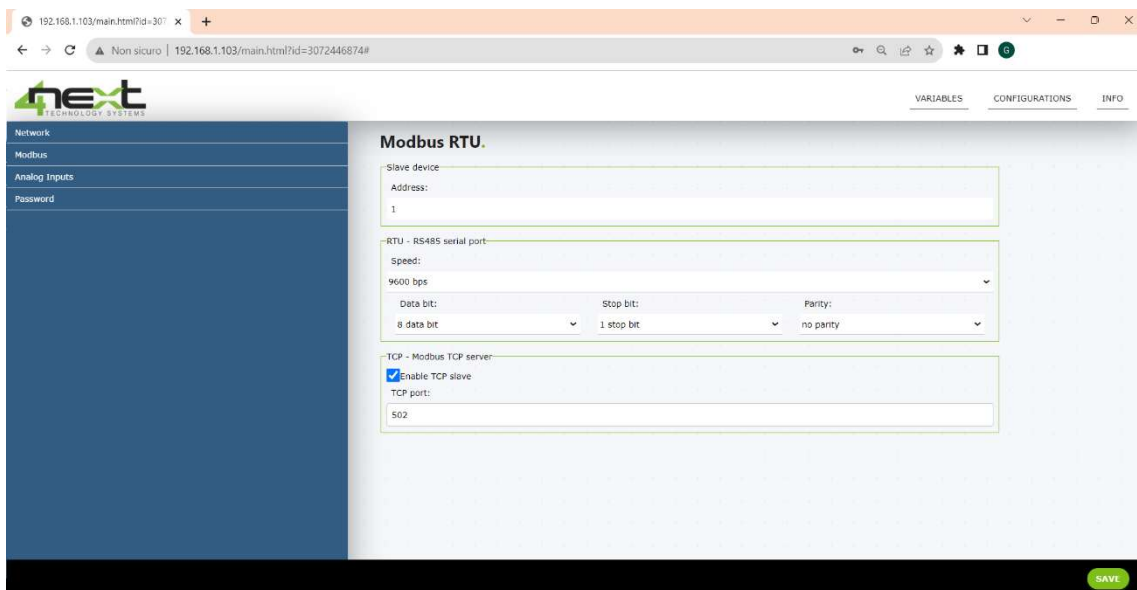 192.168.1.103/main.html?id=307
Non sicuro | 192.168.1.103/main.html?id=3072446874#
G
4next
TECHNOLOGY SYSTEMS
VARIABLES CONFIGURATIONS INFO
Network
Modbus
Analog Inputs
Password
Modbus RTU.
Slave device
Address:
1
RTU - RS485 serial port
Speed:
9600 bps
Data bit: Stop bit: Parity:
8 data bit 1 stop bit no parity
TCP - Modbus TCP server
Enable TCP slave
TCP port:
502
SAVE